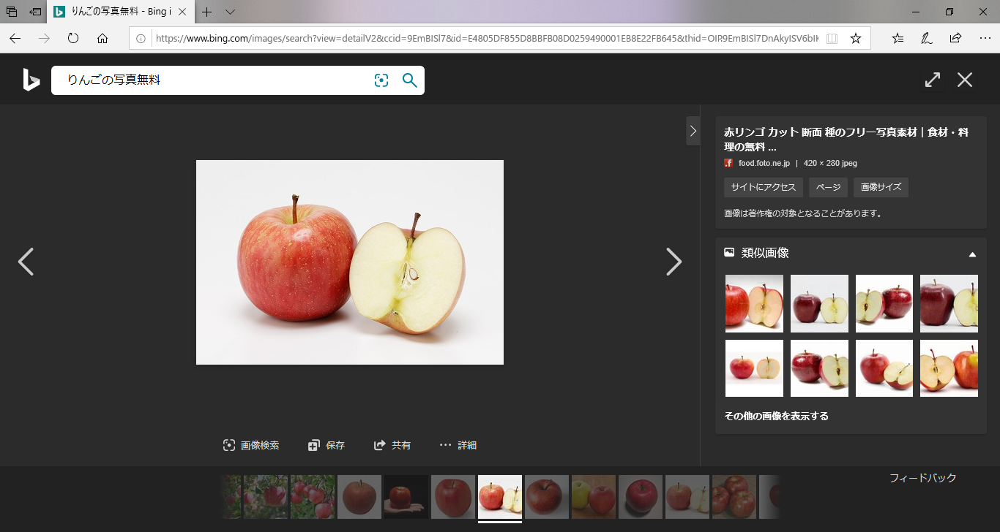 りんごの写真無料 - Bing i
https://www.bing.com/images/search?view=detailV2&ccid=9EmBISl7&id=E4805DF855D8BBFB08D0259490001EB8E22FB645&thid=OIP.9EmBISl7DnAkyISV6bIK
りんごの写真無料
赤リンゴ カット 断面 種のフリー写真素材 | 食材・料
理の無料 ...
food.foto.ne.jp | 420 × 280 jpeg
サイトにアクセス ページ 画像サイズ
画像は著作権の対象となることがあります。
類似画像
その他の画像を表示する
画像検索 保存 共有 詳細
フィードバック